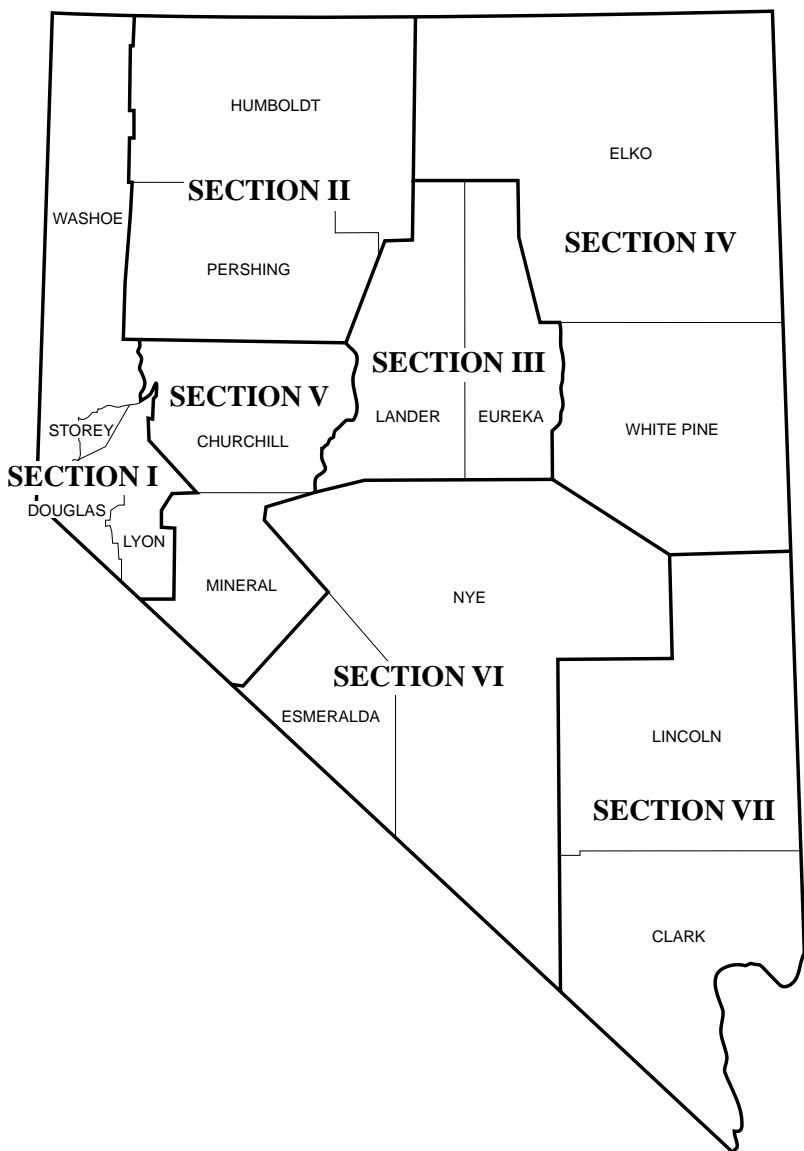 HUMBOLDT
ELKO
SECTION II
WASHOE
SECTION IV
PERSHING
SECTION III
SECTION V
LANDER
EUREKA
STOREY
CHURCHILL
WHITE PINE
SECTION I
DOUGLAS
LYON
MINERAL
NYE
SECTION VI
ESMERALDA
LINCOLN
SECTION VII
CLARK